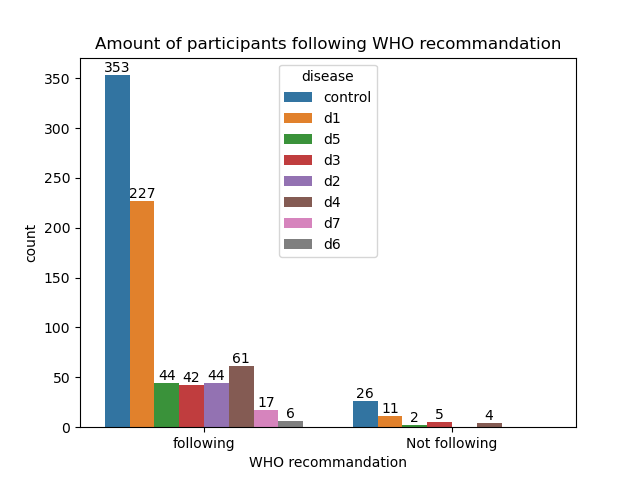 Amount of participants following WHO recommandation
count
350
300
250
200
150
100
50
0
353
227
44
42
44
61
17
6
26
11
2
5
4
disease
control
d1
d5
d3
d2
d4
d7
d6
following
Not following
WHO recommandation